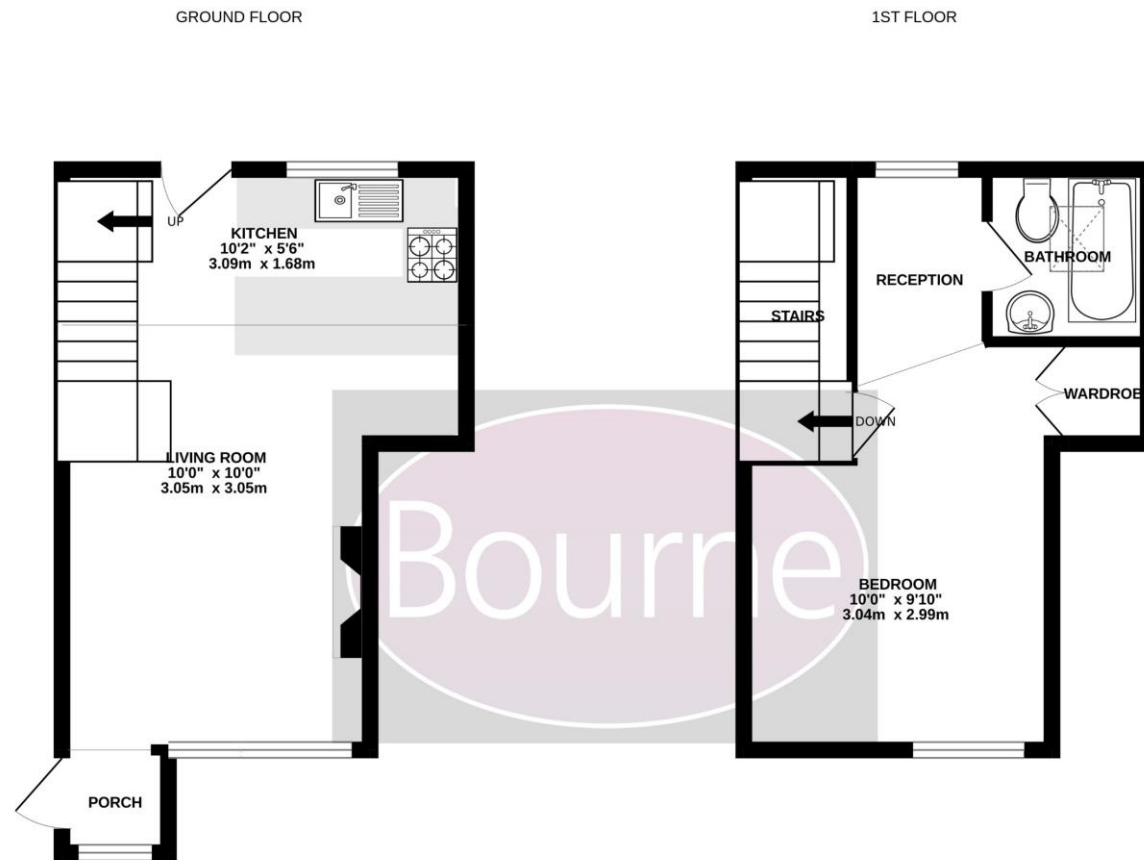 GROUND FLOOR
1ST FLOOR
UP
KITCHEN
10'2" x 5'6"
3.09m x 1.68m
LIVING ROOM
10'0" x 10'0"
3.05m x 3.05m
PORCH
Bourne
STAIRS
RECEPTION
BATHROOM
WARDROB
DOWN
BEDROOM
10'0" x 9'10"
3.04m x 2.99m